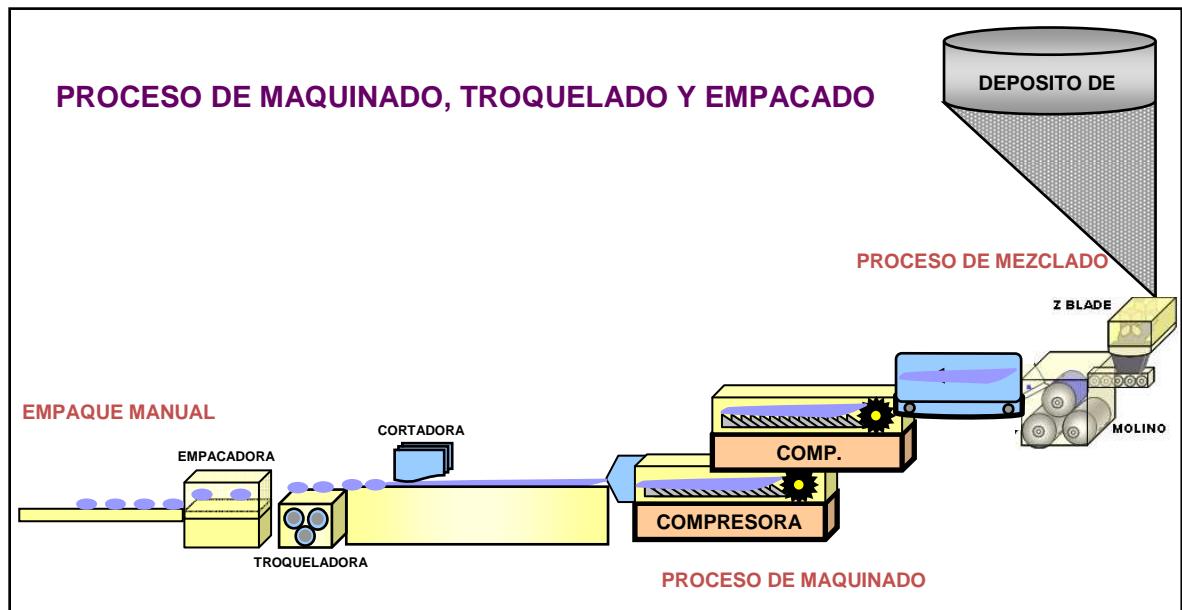 PROCESO DE MAQUINADO, TROQUELADO Y EMPACADO
DEPOSITO DE
PROCESO DE MEZCLADO
Z BLADE
MOLINO
EMPAQUE MANUAL
CORTADORA
EMPACADORA
COMP.
COMPRESORA
TROQUELADORA
PROCESO DE MAQUINADO